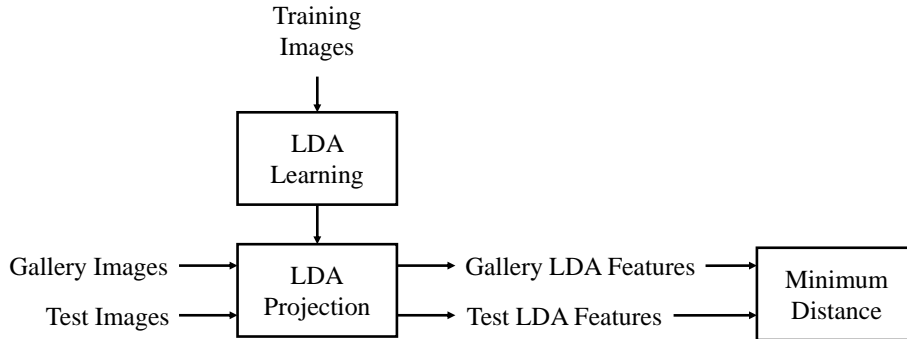 Training
Images
LDA
Learning
Gallery Images
Test Images
LDA
Projection
Gallery LDA Features
Test LDA Features
Minimum
Distance